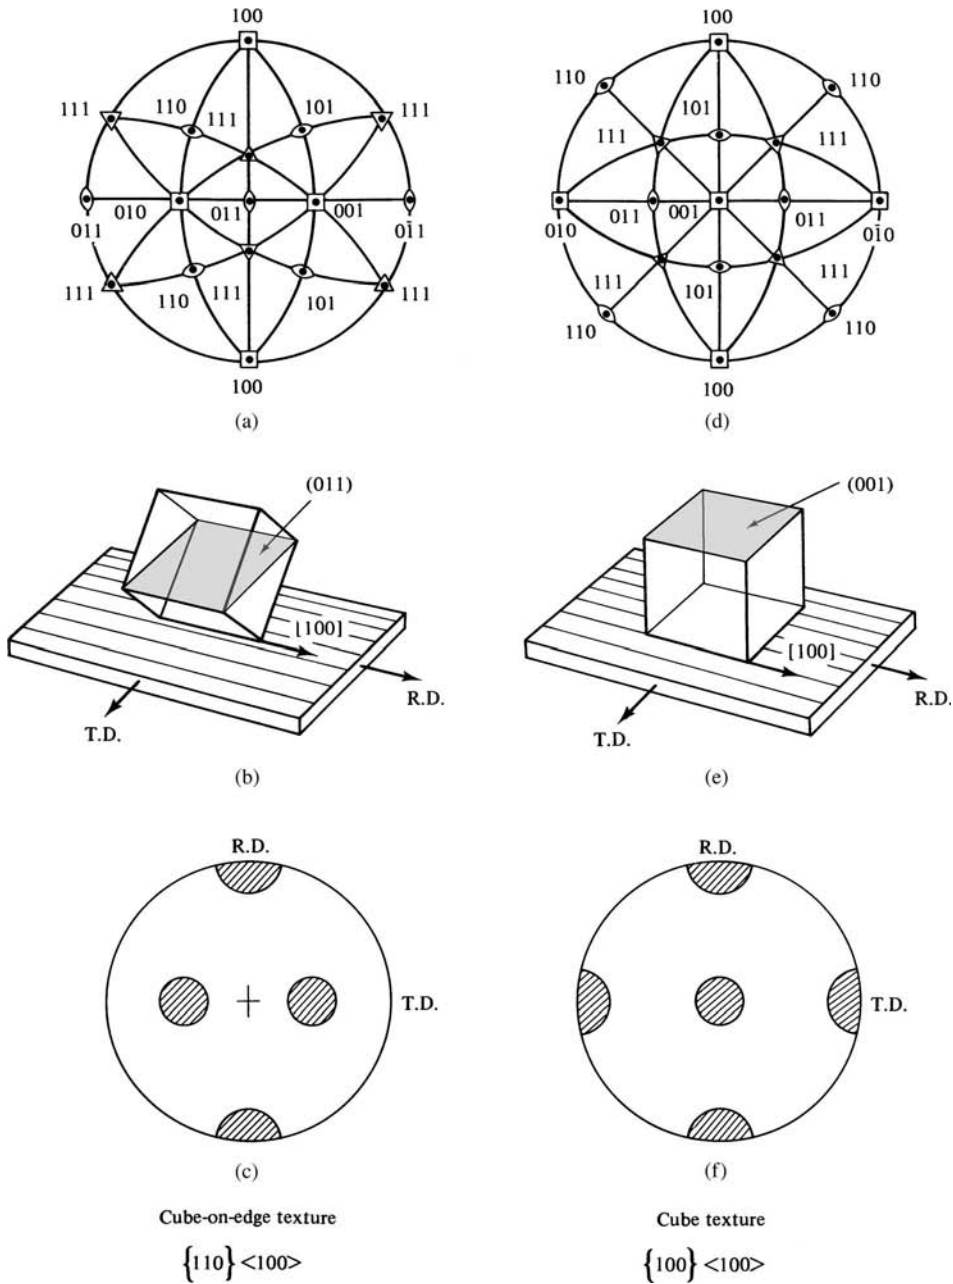 100
111
110
111
101
111
011
010
011
001
01̄1
111
110
111
101
111
100
(a)
100
110
101
110
111
111
010
011
001
011
01̄0
111
101
111
110
110
100
(d)
(011)
[100]
R.D.
T.D.
(b)
(001)
[100]
R.D.
T.D.
(e)
R.D.
T.D.
(c)
Cube-on-edge texture
{110} <100>
R.D.
T.D.
(f)
Cube texture
{100} <100>